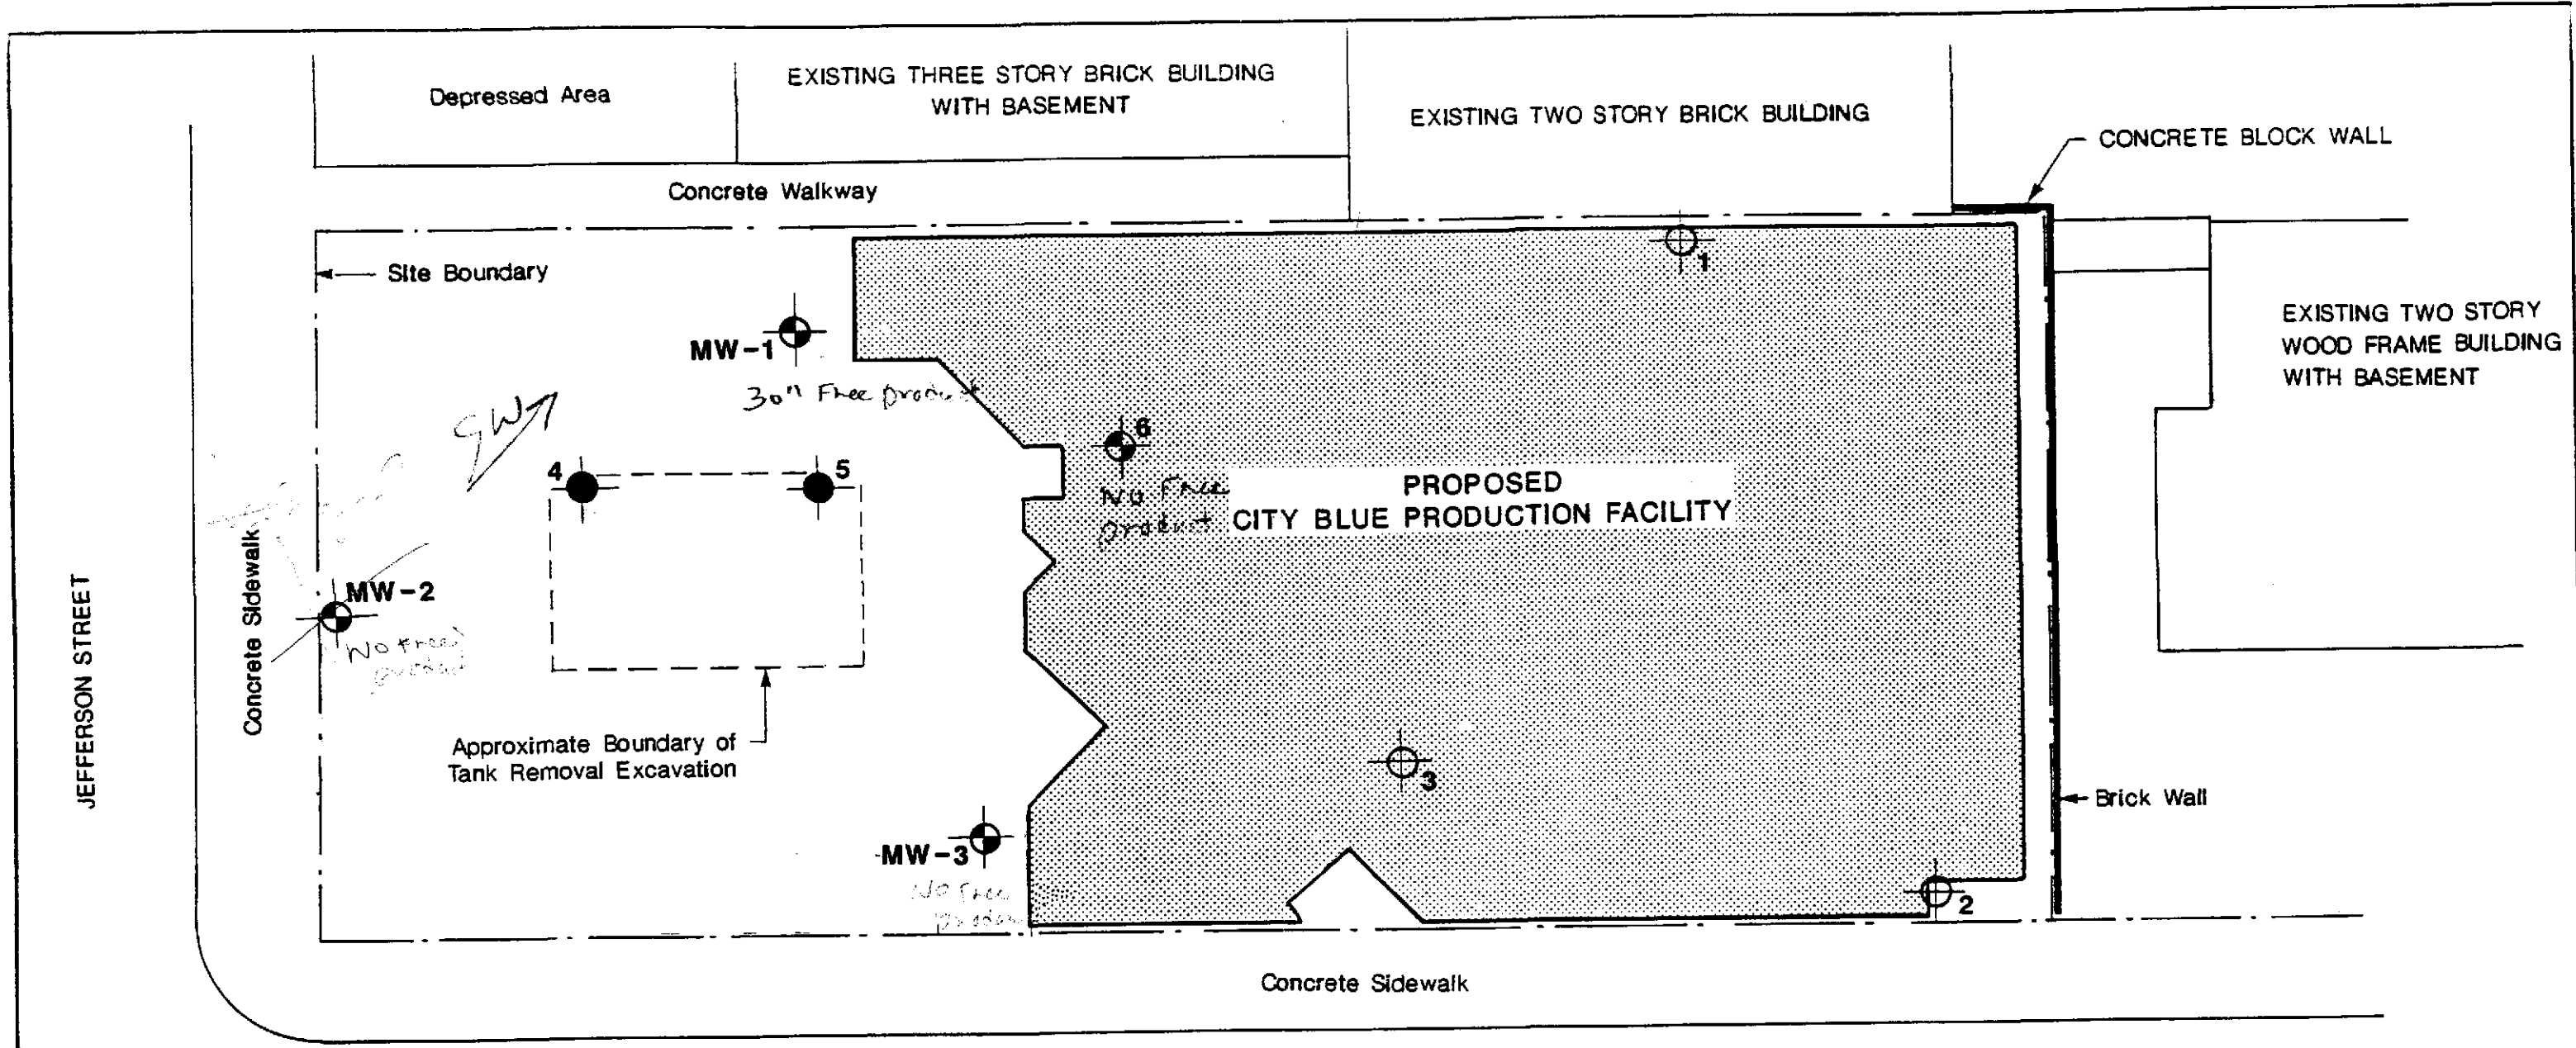 Depressed Area
EXISTING THREE STORY BRICK BUILDING
WITH BASEMENT
EXISTING TWO STORY BRICK BUILDING
CONCRETE BLOCK WALL
Concrete Walkway
Site Boundary
1
EXISTING TWO STORY
WOOD FRAME BUILDING
WITH BASEMENT
MW-1
30" Free product
GW
6
No Free
product
4
5
PROPOSED
CITY BLUE PRODUCTION FACILITY
JEFFERSON STREET
Concrete Sidewalk
MW-2
No Free
product
Approximate Boundary of
Tank Removal Excavation
3
Brick Wall
MW-3
No Free
produ
2
Concrete Sidewalk